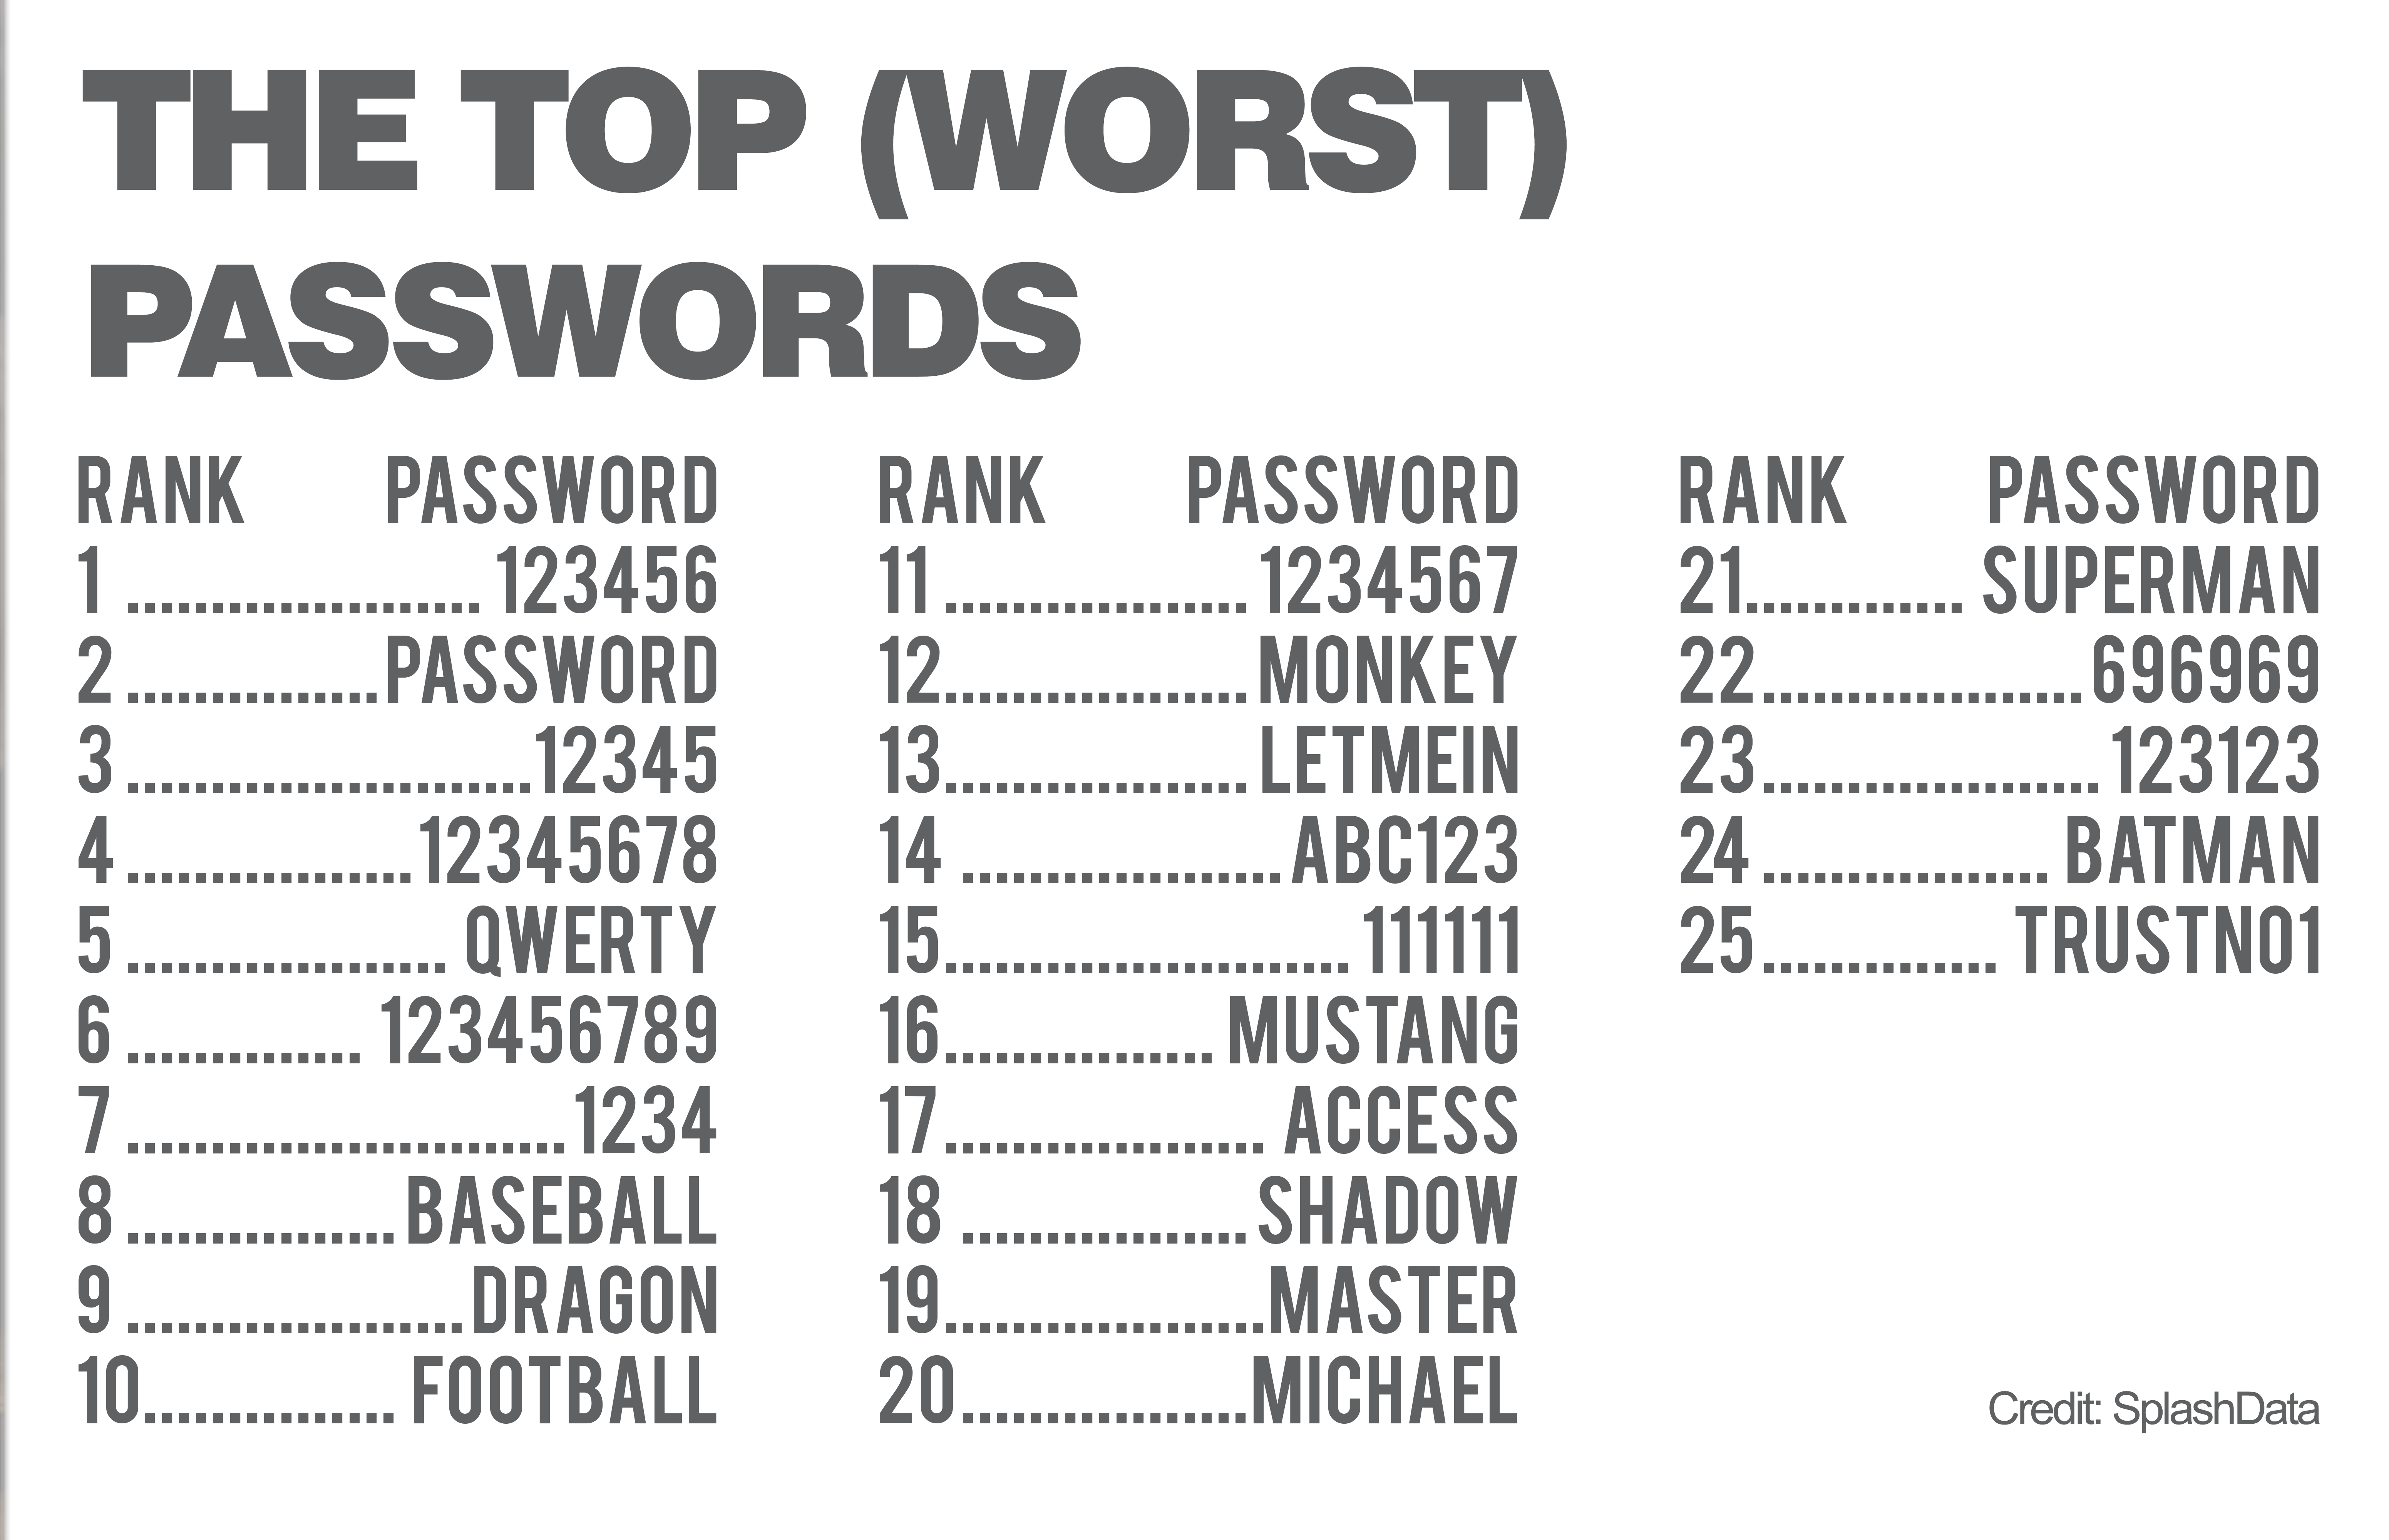 THE TOP (WORST)
PASSWORDS
RANK PASSWORD
1 ..................... 123456
2 ...............PASSWORD
3 ........................12345
4 .................12345678
5 ................... QWERTY
6 .............. 123456789
7 ..........................1234
8 ................BASEBALL
9 ....................DRAGON
10............... FOOTBALL
RANK PASSWORD
11 .................. 1234567
12.................. MONKEY
13.................. LETMEIN
14 ................... ABC123
15........................ 111111
16................ MUSTANG
17................... ACCESS
18 .................SHADOW
19...................MASTER
20.................MICHAEL
RANK PASSWORD
21............. SUPERMAN
22...................696969
23.................... 123123
24 ................. BATMAN
25.............. TRUSTNO1
Credit: SplashData